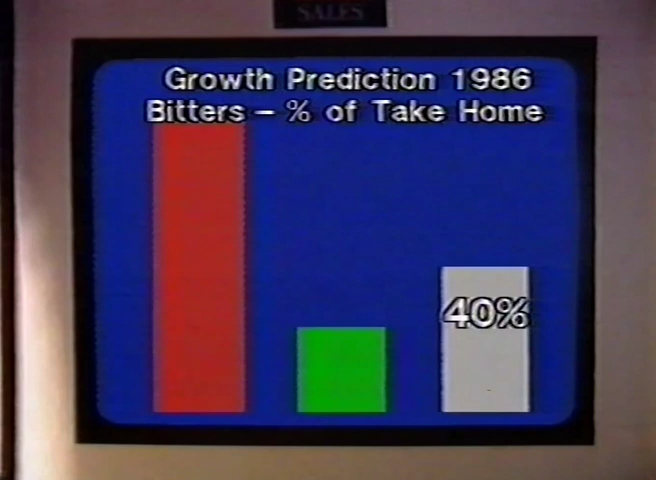 SALES
Growth Prediction 1986
Bitters – % of Take Home
40%